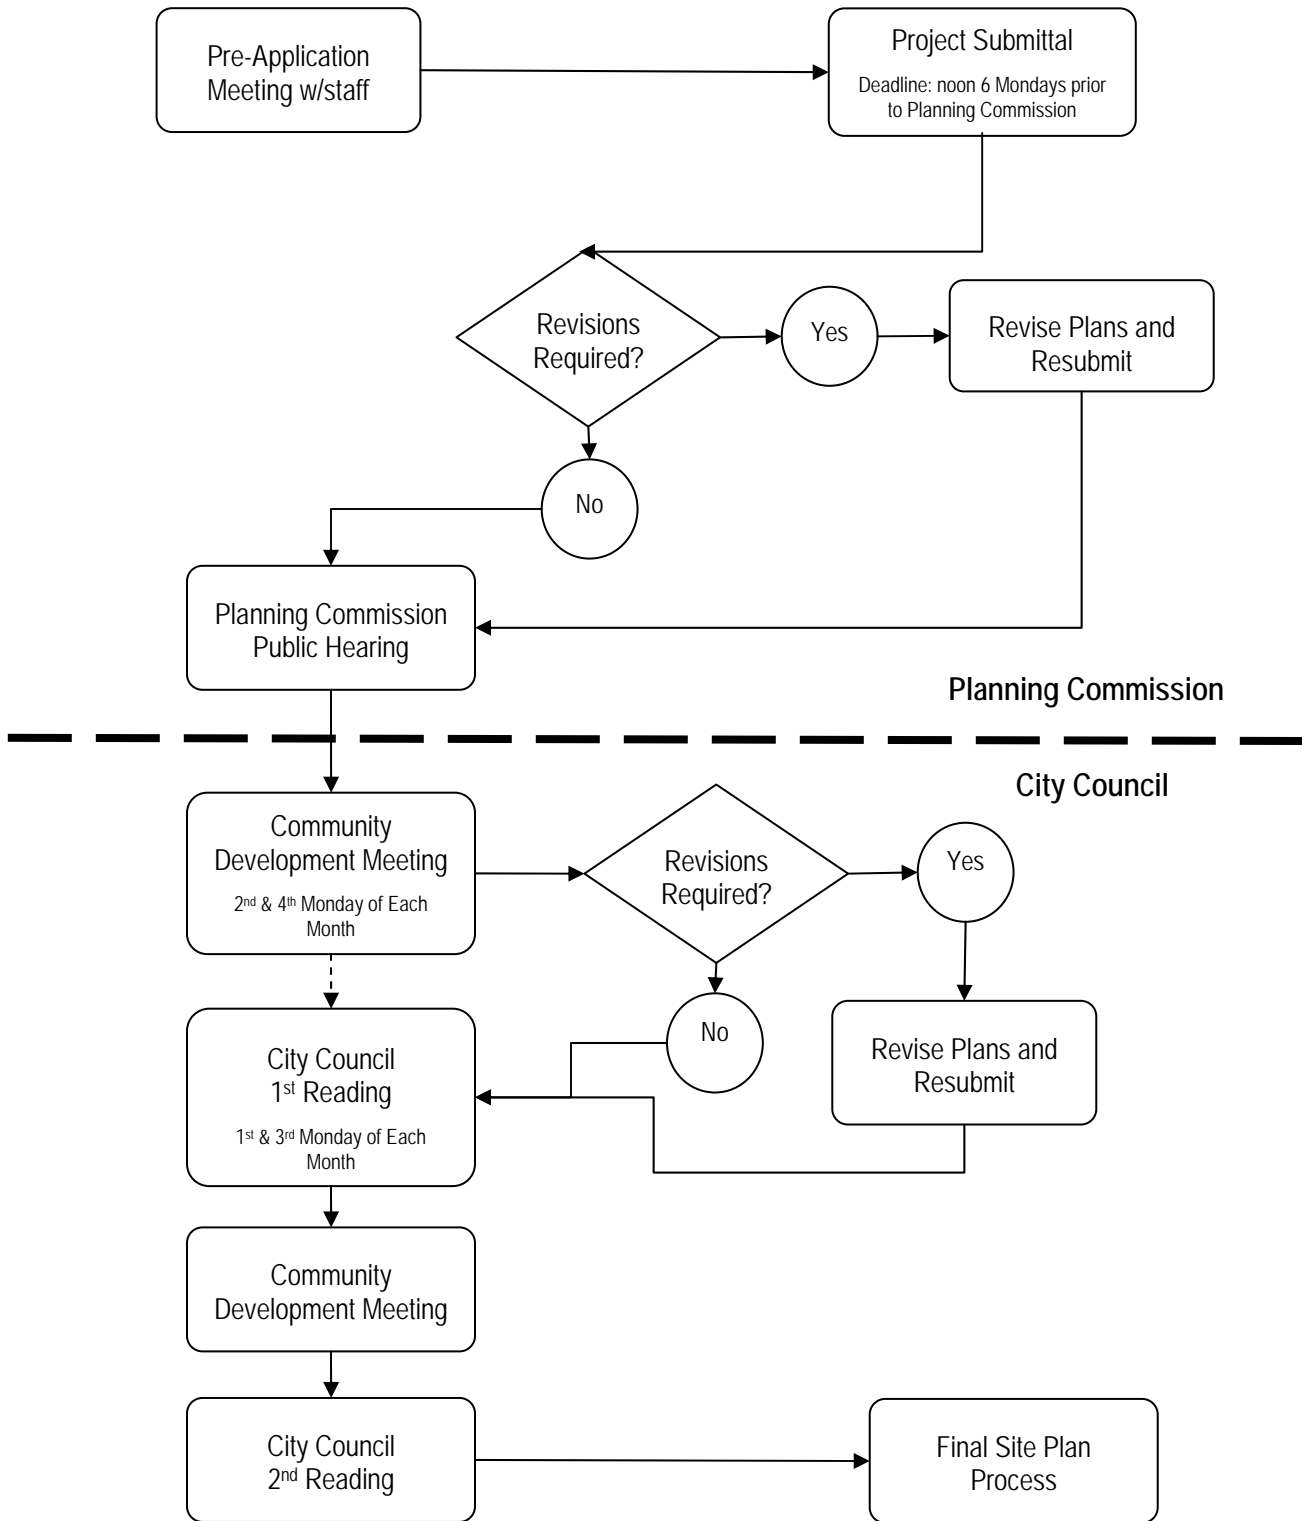 Pre-Application
Meeting w/staff
Project Submittal
Deadline: noon 6 Mondays prior
to Planning Commission
Revisions
Required?
Yes
Revise Plans and
Resubmit
No
Planning Commission
Public Hearing
Planning Commission
City Council
Community
Development Meeting
2nd & 4th Monday of Each
Month
Revisions
Required?
Yes
No
Revise Plans and
Resubmit
City Council
1st Reading
1st & 3rd Monday of Each
Month
Community
Development Meeting
City Council
2nd Reading
Final Site Plan
Process